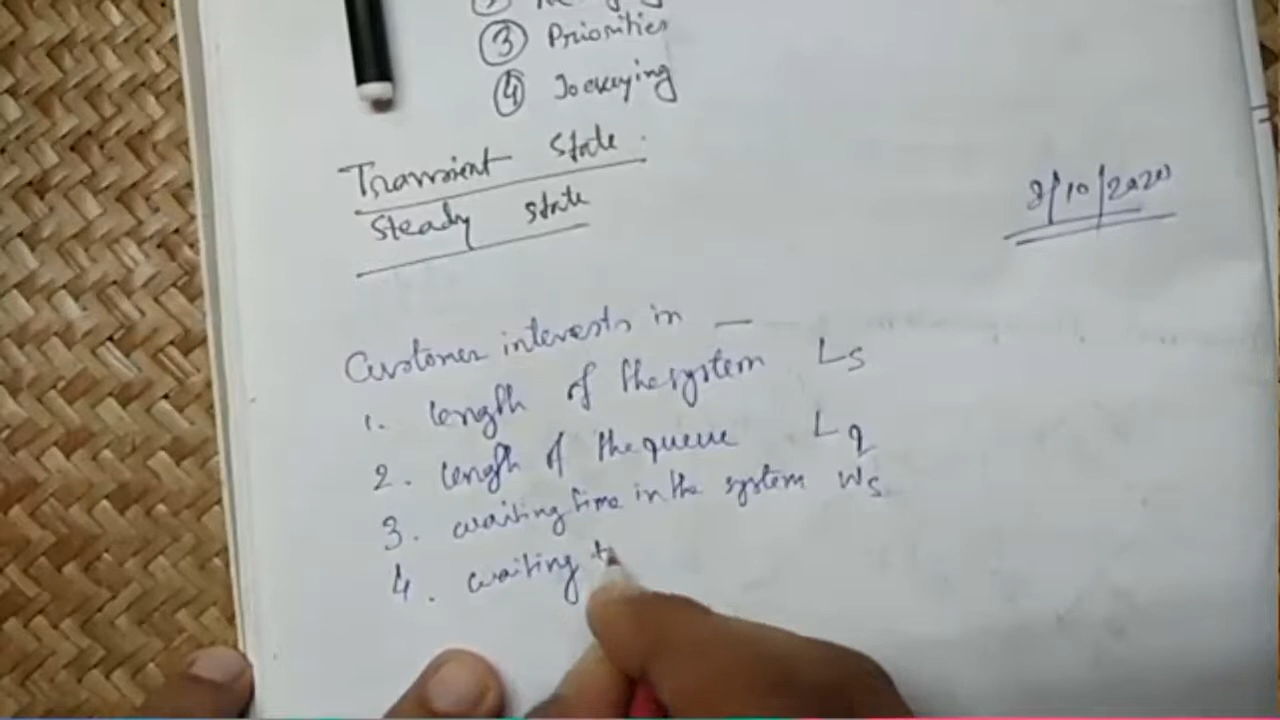 ③ Priorities
④ Jockeying
Transient state.
Steady state
8/10/2020
Customer interests in —
1. length of the system Ls
2. length of the queue Lq
3. waiting time in the system Ws
4. waiting t